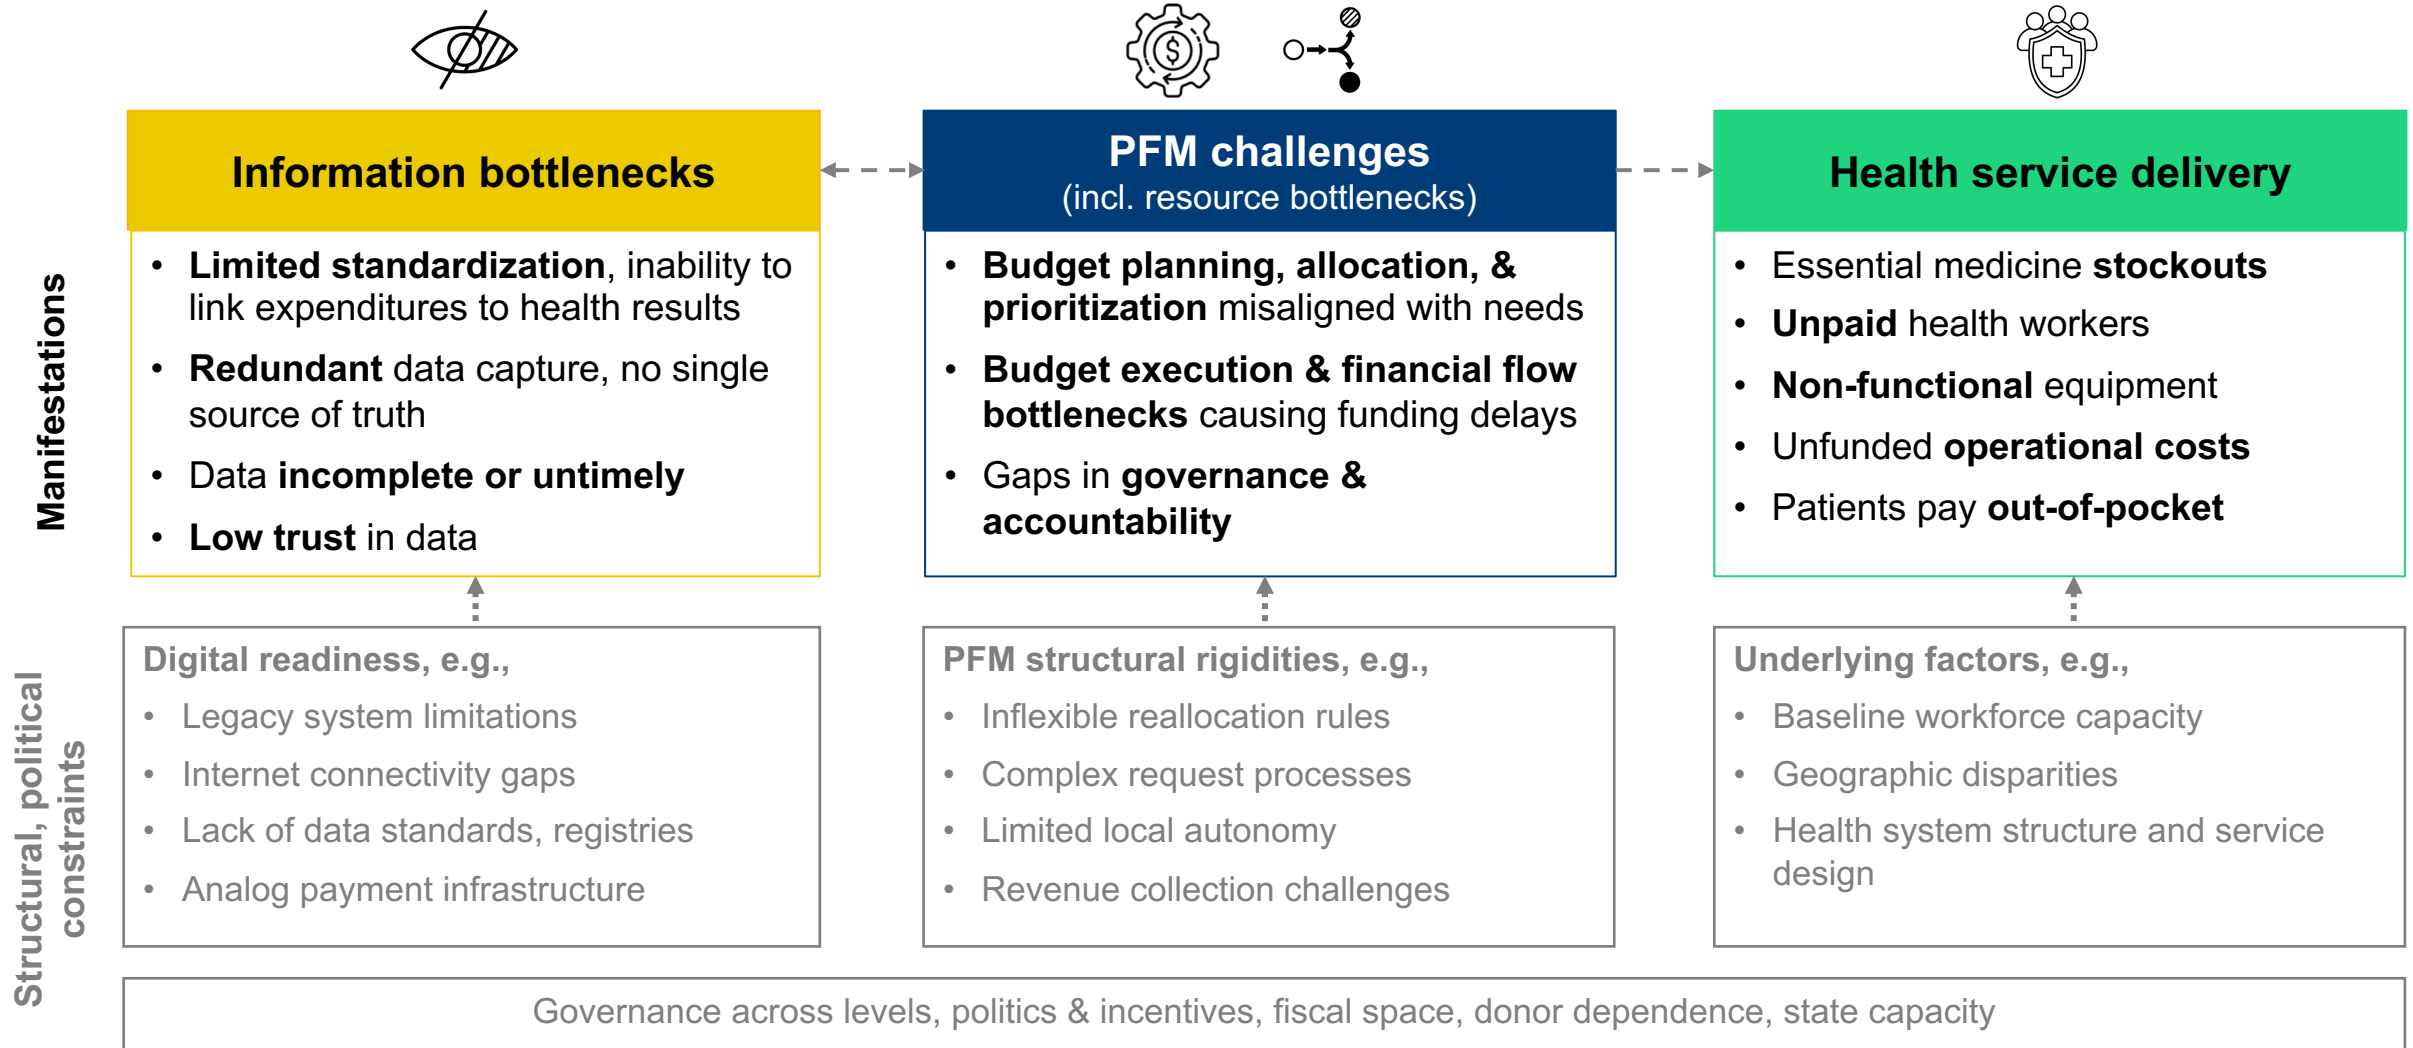 Information bottlenecks
PFM challenges
(incl. resource bottlenecks)
Health service delivery
Manifestations
• Limited standardization, inability to
link expenditures to health results
• Redundant data capture, no single
source of truth
• Data incomplete or untimely
• Low trust in data
• Budget planning, allocation, &
prioritization misaligned with needs
• Budget execution & financial flow
bottlenecks causing funding delays
• Gaps in governance &
accountability
• Essential medicine stockouts
• Unpaid health workers
• Non-functional equipment
• Unfunded operational costs
• Patients pay out-of-pocket
Structural, political
constraints
Digital readiness, e.g.,
• Legacy system limitations
• Internet connectivity gaps
• Lack of data standards, registries
• Analog payment infrastructure
PFM structural rigidities, e.g.,
• Inflexible reallocation rules
• Complex request processes
• Limited local autonomy
• Revenue collection challenges
Underlying factors, e.g.,
• Baseline workforce capacity
• Geographic disparities
• Health system structure and service
design
Governance across levels, politics & incentives, fiscal space, donor dependence, state capacity